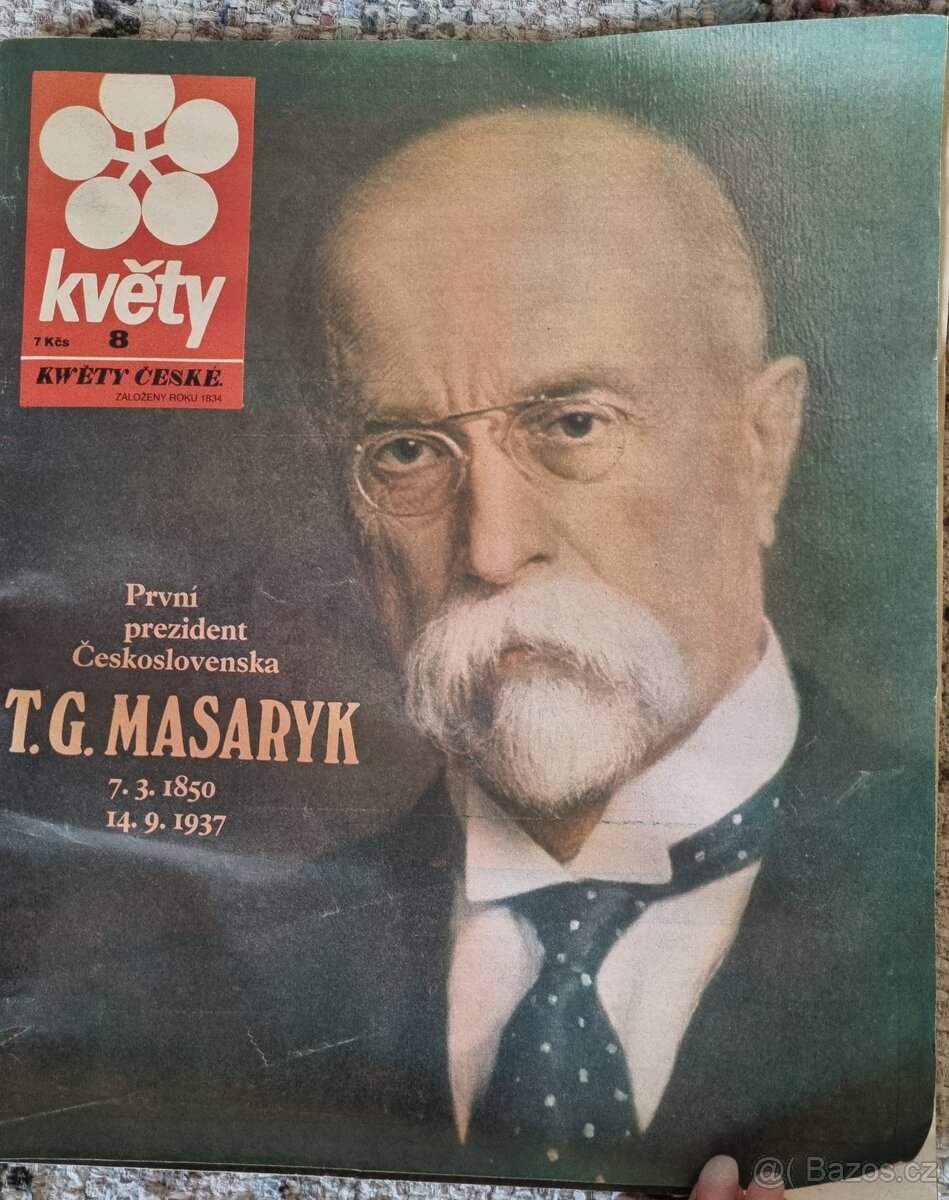 květy
7 Kčs 8
KWĚTY ČESKÉ.
ZALOŽENY ROKU 1834
První
prezident
Československa
T. G. MASARYK
7. 3. 1850
14. 9. 1937
@( Bazos.cz